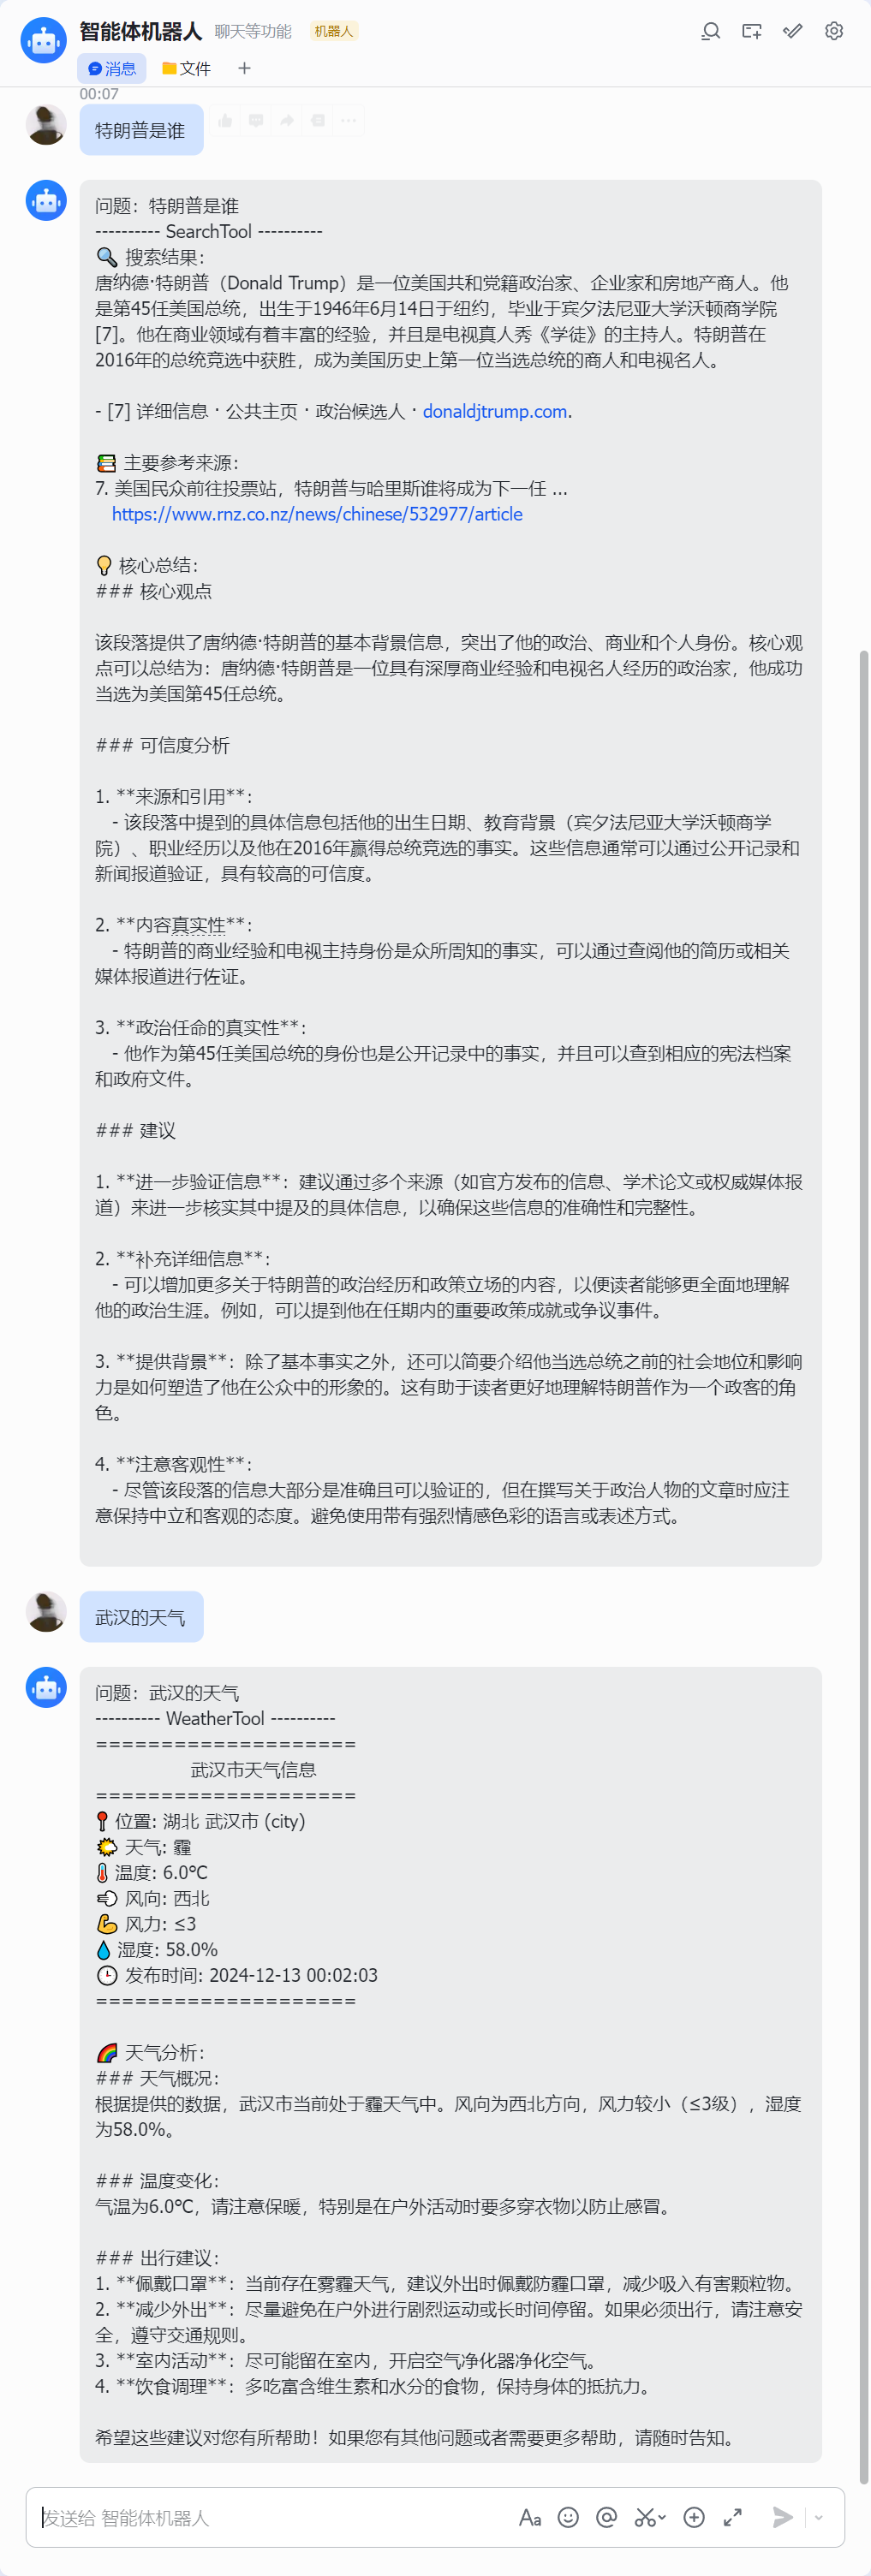 智能体机器人 聊天等功能 机器人
消息 文件
00:07
特朗普是谁
问题：特朗普是谁
---------- SearchTool ----------
🔍 搜索结果：
唐纳德·特朗普（Donald Trump）是一位美国共和党籍政治家、企业家和房地产商人。他
是第45任美国总统，出生于1946年6月14日于纽约，毕业于宾夕法尼亚大学沃顿商学院
[7]。他在商业领域有着丰富的经验，并且是电视真人秀《学徒》的主持人。特朗普在
2016年的总统竞选中获胜，成为美国历史上第一位当选总统的商人和电视名人。
- [7] 详细信息 · 公共主页 · 政治候选人 · donaldjtrump.com.
📚 主要参考来源：
7. 美国民众前往投票站，特朗普与哈里斯谁将成为下一任 ...
https://www.rnz.co.nz/news/chinese/532977/article
💡 核心总结：
### 核心观点
该段落提供了唐纳德·特朗普的基本背景信息，突出了他的政治、商业和个人身份。核心观
点可以总结为：唐纳德·特朗普是一位具有深厚商业经验和电视名人经历的政治家，他成功
当选为美国第45任总统。
### 可信度分析
1. **来源和引用**：
- 该段落中提到的具体信息包括他的出生日期、教育背景（宾夕法尼亚大学沃顿商学
院）、职业经历以及他在2016年赢得总统竞选的事实。这些信息通常可以通过公开记录和
新闻报道验证，具有较高的可信度。
2. **内容真实性**：
- 特朗普的商业经验和电视主持身份是众所周知的事实，可以通过查阅他的简历或相关
媒体报道进行佐证。
3. **政治任命的真实性**：
- 他作为第45任美国总统的身份也是公开记录中的事实，并且可以查到相应的宪法档案
和政府文件。
### 建议
1. **进一步验证信息**：建议通过多个来源（如官方发布的信息、学术论文或权威媒体报
道）来进一步核实其中提及的具体信息，以确保这些信息的准确性和完整性。
2. **补充详细信息**：
- 可以增加更多关于特朗普的政治经历和政策立场的内容，以便读者能够更全面地理解
他的政治生涯。例如，可以提到他在任期内的重要政策成就或争议事件。
3. **提供背景**：除了基本事实之外，还可以简要介绍他当选总统之前的社会地位和影响
力是如何塑造了他在公众中的形象的。这有助于读者更好地理解特朗普作为一个政客的角
色。
4. **注意客观性**：
- 尽管该段落的信息大部分是准确且可以验证的，但在撰写关于政治人物的文章时应注
意保持中立和客观的态度。避免使用带有强烈情感色彩的语言或表述方式。
武汉的天气
问题：武汉的天气
---------- WeatherTool ----------
====================
武汉市天气信息
====================
📍 位置: 湖北 武汉市 (city)
🌤 天气: 霾
🌡 温度: 6.0℃
💨 风向: 西北
💪 风力: ≤3
💧 湿度: 58.0%
🕒 发布时间: 2024-12-13 00:02:03
====================
🌈 天气分析：
### 天气概况：
根据提供的数据，武汉市当前处于霾天气中。风向为西北方向，风力较小（≤3级），湿度
为58.0%。
### 温度变化：
气温为6.0℃，请注意保暖，特别是在户外活动时要多穿衣物以防止感冒。
### 出行建议：
1. **佩戴口罩**：当前存在雾霾天气，建议外出时佩戴防霾口罩，减少吸入有害颗粒物。
2. **减少外出**：尽量避免在户外进行剧烈运动或长时间停留。如果必须出行，请注意安
全，遵守交通规则。
3. **室内活动**：尽可能留在室内，开启空气净化器净化空气。
4. **饮食调理**：多吃富含维生素和水分的食物，保持身体的抵抗力。
希望这些建议对您有所帮助！如果您有其他问题或者需要更多帮助，请随时告知。
发送给 智能体机器人 Aa